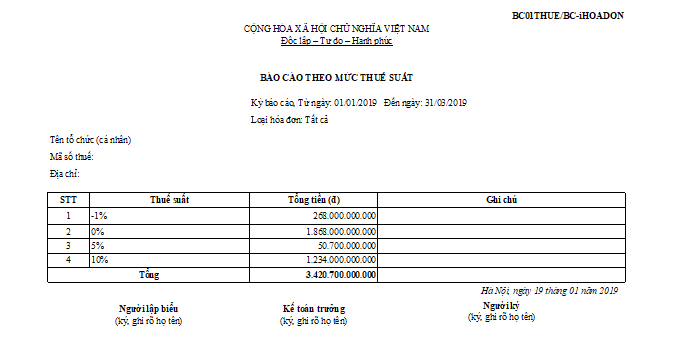 BC01THUE/BC-iHOADON
CỘNG HÒA XÃ HỘI CHỦ NGHĨA VIỆT NAM
Độc lập – Tự do – Hạnh phúc
BÁO CÁO THEO MỨC THUẾ SUẤT
Kỳ báo cáo, Từ ngày: 01/01/2019 Đến ngày: 31/03/2019
Loại hóa đơn: Tất cả
Tên tổ chức (cá nhân)
Mã số thuế:
Địa chỉ:
STT Thuế suất Tổng tiền (đ) Ghi chú
1 -1% 268.000.000.000
2 0% 1.868.000.000.000
3 5% 50.700.000.000
4 10% 1.234.000.000.000
Tổng 3.420.700.000.000
Hà Nội, ngày 19 tháng 01 năm 2019
Người lập biểu Kế toán trưởng Người ký
(ký, ghi rõ họ tên) (ký, ghi rõ họ tên) (ký, ghi rõ họ tên)